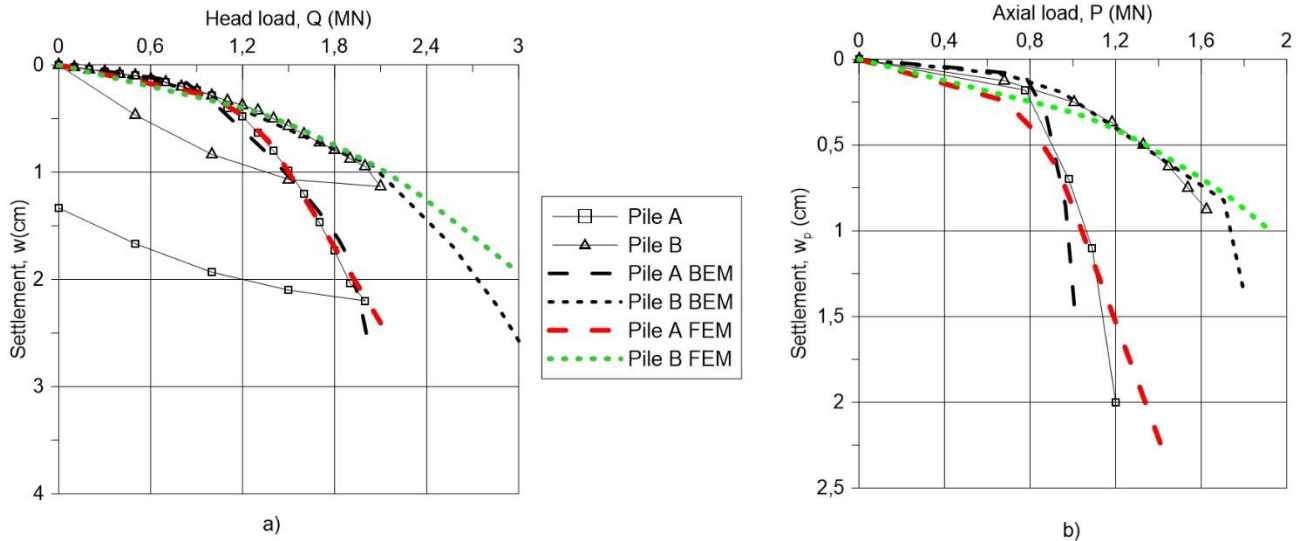 Head load, Q (MN)
0 0,6 1,2 1,8 2,4 3
0
1
2
3
4
Settlement, w(cm)
a)
Pile A
Pile B
Pile A BEM
Pile B BEM
Pile A FEM
Pile B FEM
Axial load, P (MN)
0 0,4 0,8 1,2 1,6 2
0
0,5
1
1,5
2
2,5
Settlement, wp (cm)
b)